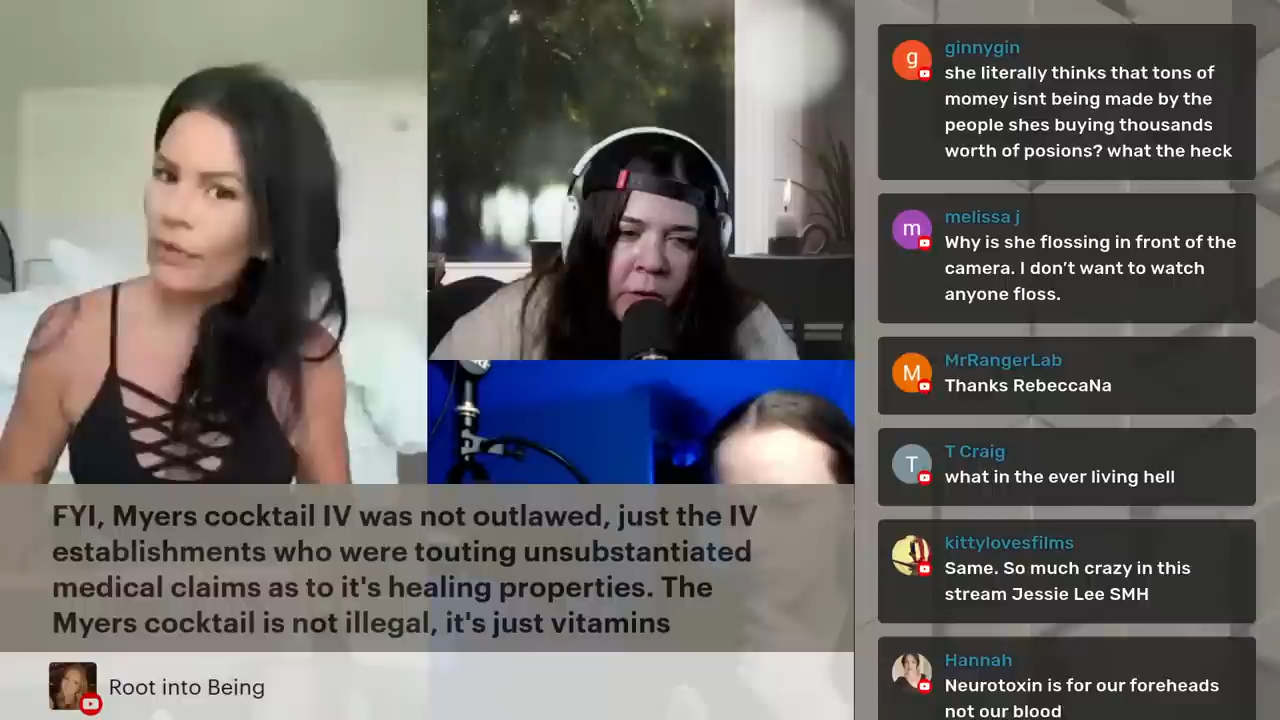 FYI, Myers cocktail IV was not outlawed, just the IV
establishments who were touting unsubstantiated
medical claims as to it's healing properties. The
Myers cocktail is not illegal, it's just vitamins
Root into Being
g
ginnygin
she literally thinks that tons of
momey isnt being made by the
people shes buying thousands
worth of posions? what the heck
m
melissa j
Why is she flossing in front of the
camera. I don’t want to watch
anyone floss.
M
MrRangerLab
Thanks RebeccaNa
T
T Craig
what in the ever living hell
kittylovesfilms
Same. So much crazy in this
stream Jessie Lee SMH
Hannah
Neurotoxin is for our foreheads
not our blood